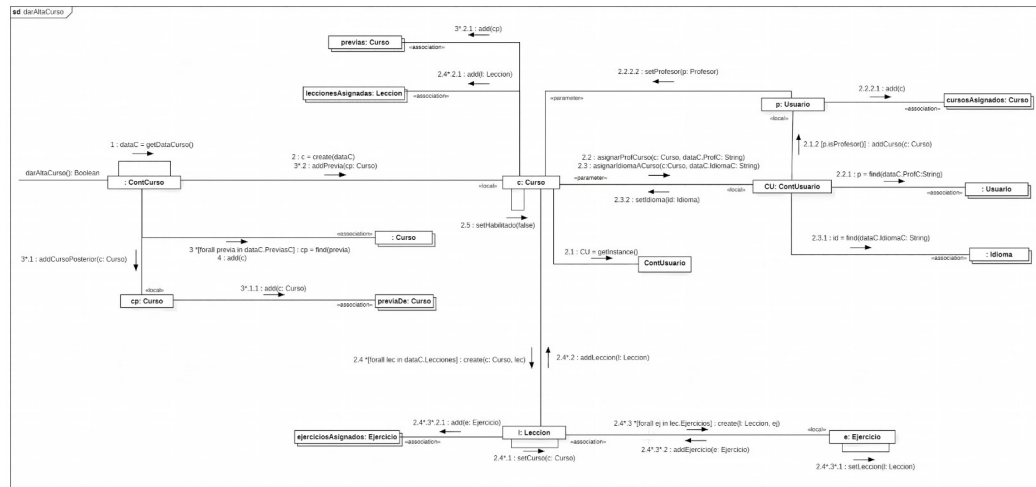 sd darAltaCurso
3*.2.1 : add(cp)
previas: Curso
«association»
2.4*.2.1 : add(l: Leccion)
leccionesAsignadas: Leccion
«association»
2.2.2.2 : setProfesor(p: Profesor)
«parameter»
p: Usuario
«local»
2.2.2.1 : add(c)
cursosAsignados: Curso
«association»
1 : dataC = getDataCurso()
2 : c = create(dataC)
3*.2 : addPrevia(cp: Curso)
darAltaCurso(): Boolean
: ContCurso
«local»
c: Curso
2.2 : asignarProfCurso(c: Curso, dataC.ProfC: String)
2.3 : asignarIdiomaACurso(c:Curso, dataC.IdiomaC: String)
«parameter»
2.3.2 : setIdioma(id: Idioma)
«local»
CU: ContUsuario
2.1.2 [p.isProfesor()] : addCurso(c: Curso)
2.2.1 : p = find(dataC.ProfC:String)
«association»
: Usuario
2.5 : setHabilitado(false)
2.3.1 : id = find(dataC.IdiomaC: String)
«association»
: Idioma
«association»
: Curso
3 *[forall previa in dataC.PreviasC] : cp = find(previa)
4 : add(c)
2.1 : CU = getInstance()
ContUsuario
3*.1 : addCursoPosterior(c: Curso)
«local»
cp: Curso
3*.1.1 : add(c: Curso)
«association»
previaDe: Curso
2.4 *[forall lec in dataC.Lecciones] : create(c: Curso, lec)
2.4*.2 : addLeccion(l: Leccion)
2.4*.3*.2.1 : add(e: Ejercicio)
ejerciciosAsignados: Ejercicio
«association»
l: Leccion
«association»
2.4*.1 : setCurso(c: Curso)
2.4*.3 *[forall ej in lec.Ejercicios] : create(l: Leccion, ej)
2.4*.3*.2 : addEjercicio(e: Ejercicio)
«local»
e: Ejercicio
2.4*.3*.1 : setLeccion(l: Leccion)